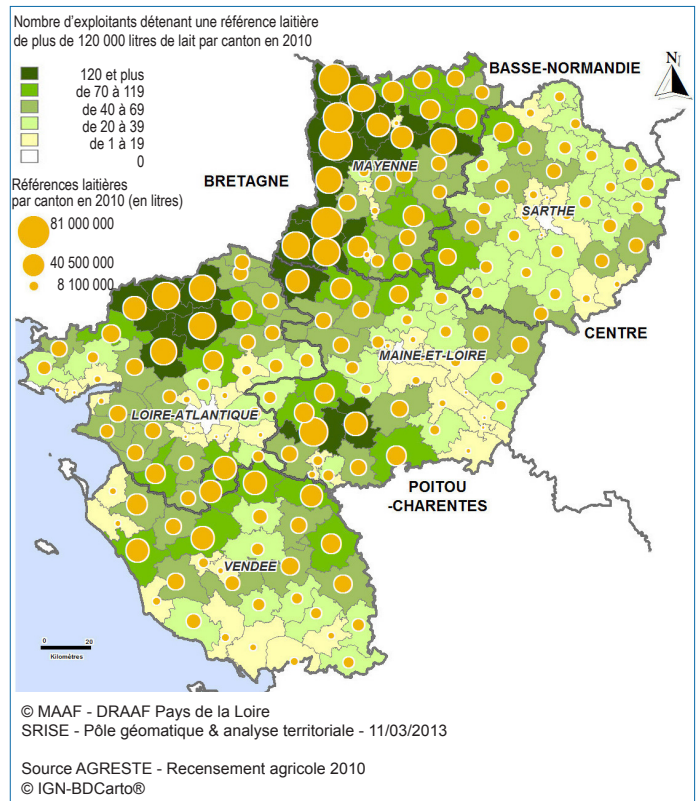 Nombre d'exploitants détenant une référence laitière
de plus de 120 000 litres de lait par canton en 2010
120 et plus
de 70 à 119
de 40 à 69
de 20 à 39
de 1 à 19
0
Références laitières
par canton en 2010 (en litres)
81 000 000
40 500 000
8 100 000
BASSE-NORMANDIE
N
BRETAGNE
MAYENNE
SARTHE
CENTRE
MAINE-ET-LOIRE
LOIRE-ATLANTIQUE
POITOU
-CHARENTES
VENDEE
0 20
Kilomètres
© MAAF - DRAAF Pays de la Loire
SRISE - Pôle géomatique & analyse territoriale - 11/03/2013
Source AGRESTE - Recensement agricole 2010
© IGN-BDCarto®